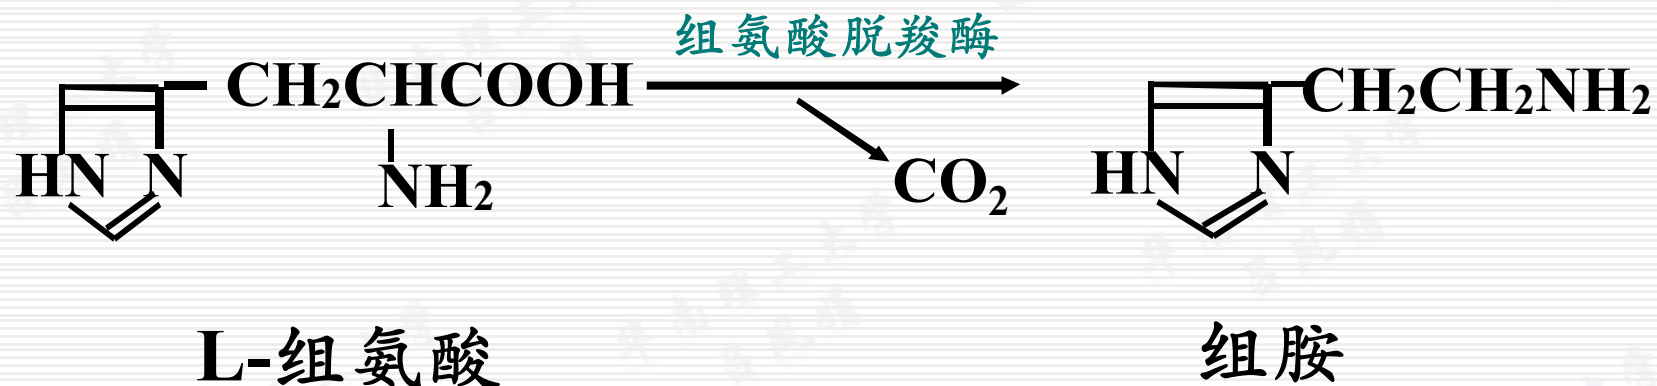 组氨酸脱羧酶
CH₂CHCOOH
CH₂CH₂NH₂
HN N
NH₂
CO₂
HN N
L-组氨酸
组胺